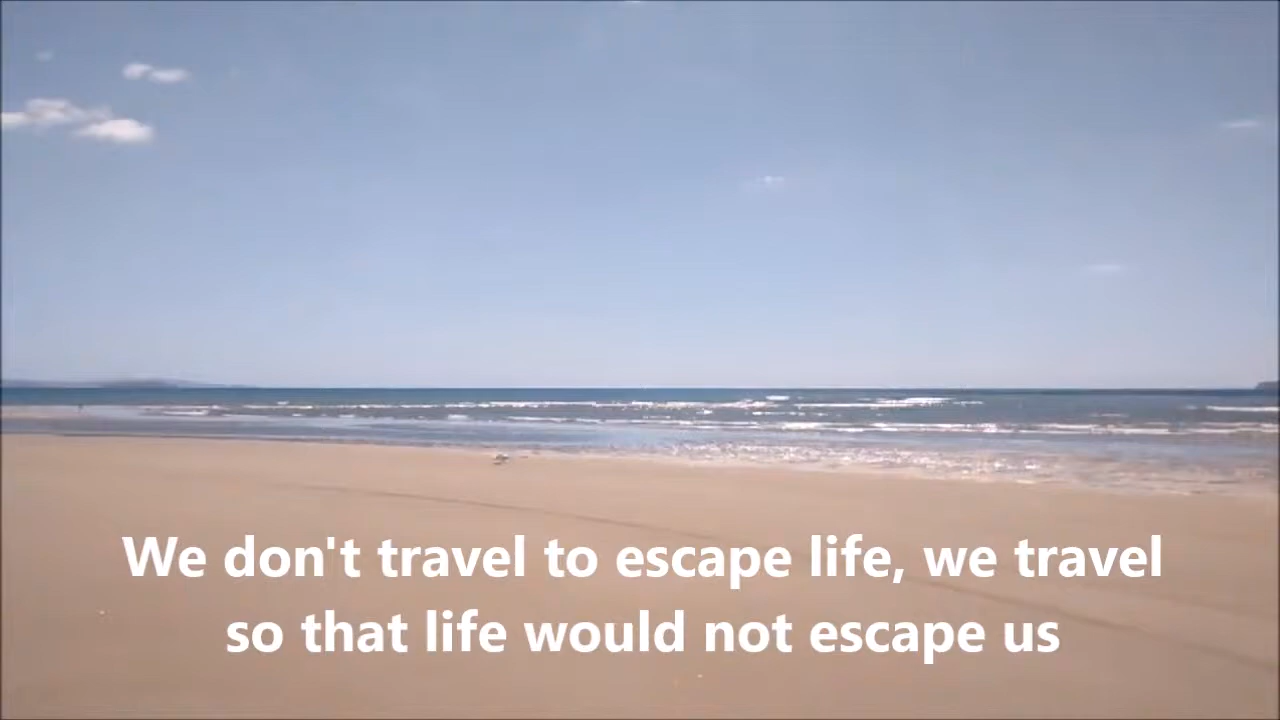 We don't travel to escape life, we travel
so that life would not escape us